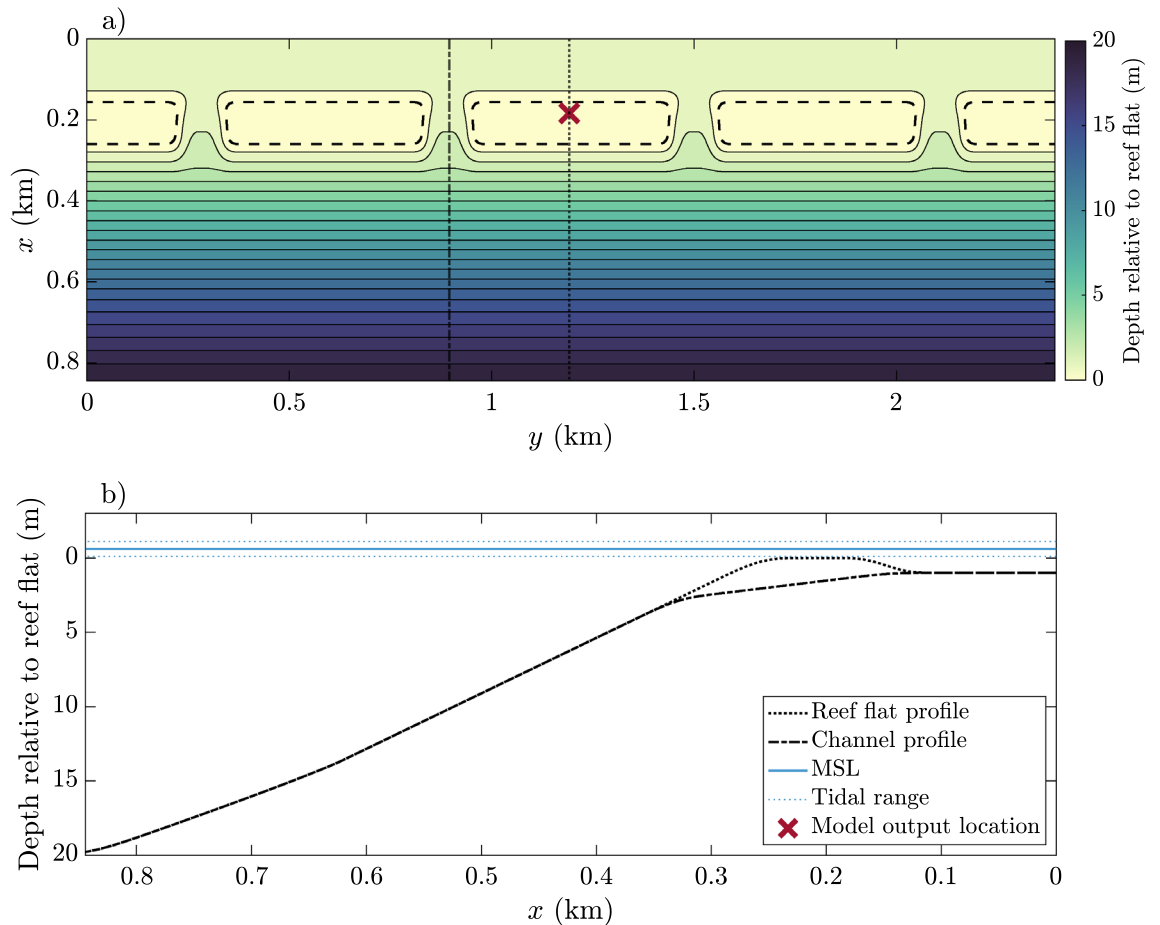 a)
0
0.2
0.4
0.6
0.8
x (km)
0
0.5
1
1.5
2
y (km)
20
15
10
5
0
Depth relative to reef flat (m)
b)
Depth relative to reef flat (m)
0
5
10
15
20
0.8
0.7
0.6
0.5
0.4
0.3
0.2
0.1
0
x (km)
Reef flat profile
Channel profile
MSL
Tidal range
Model output location